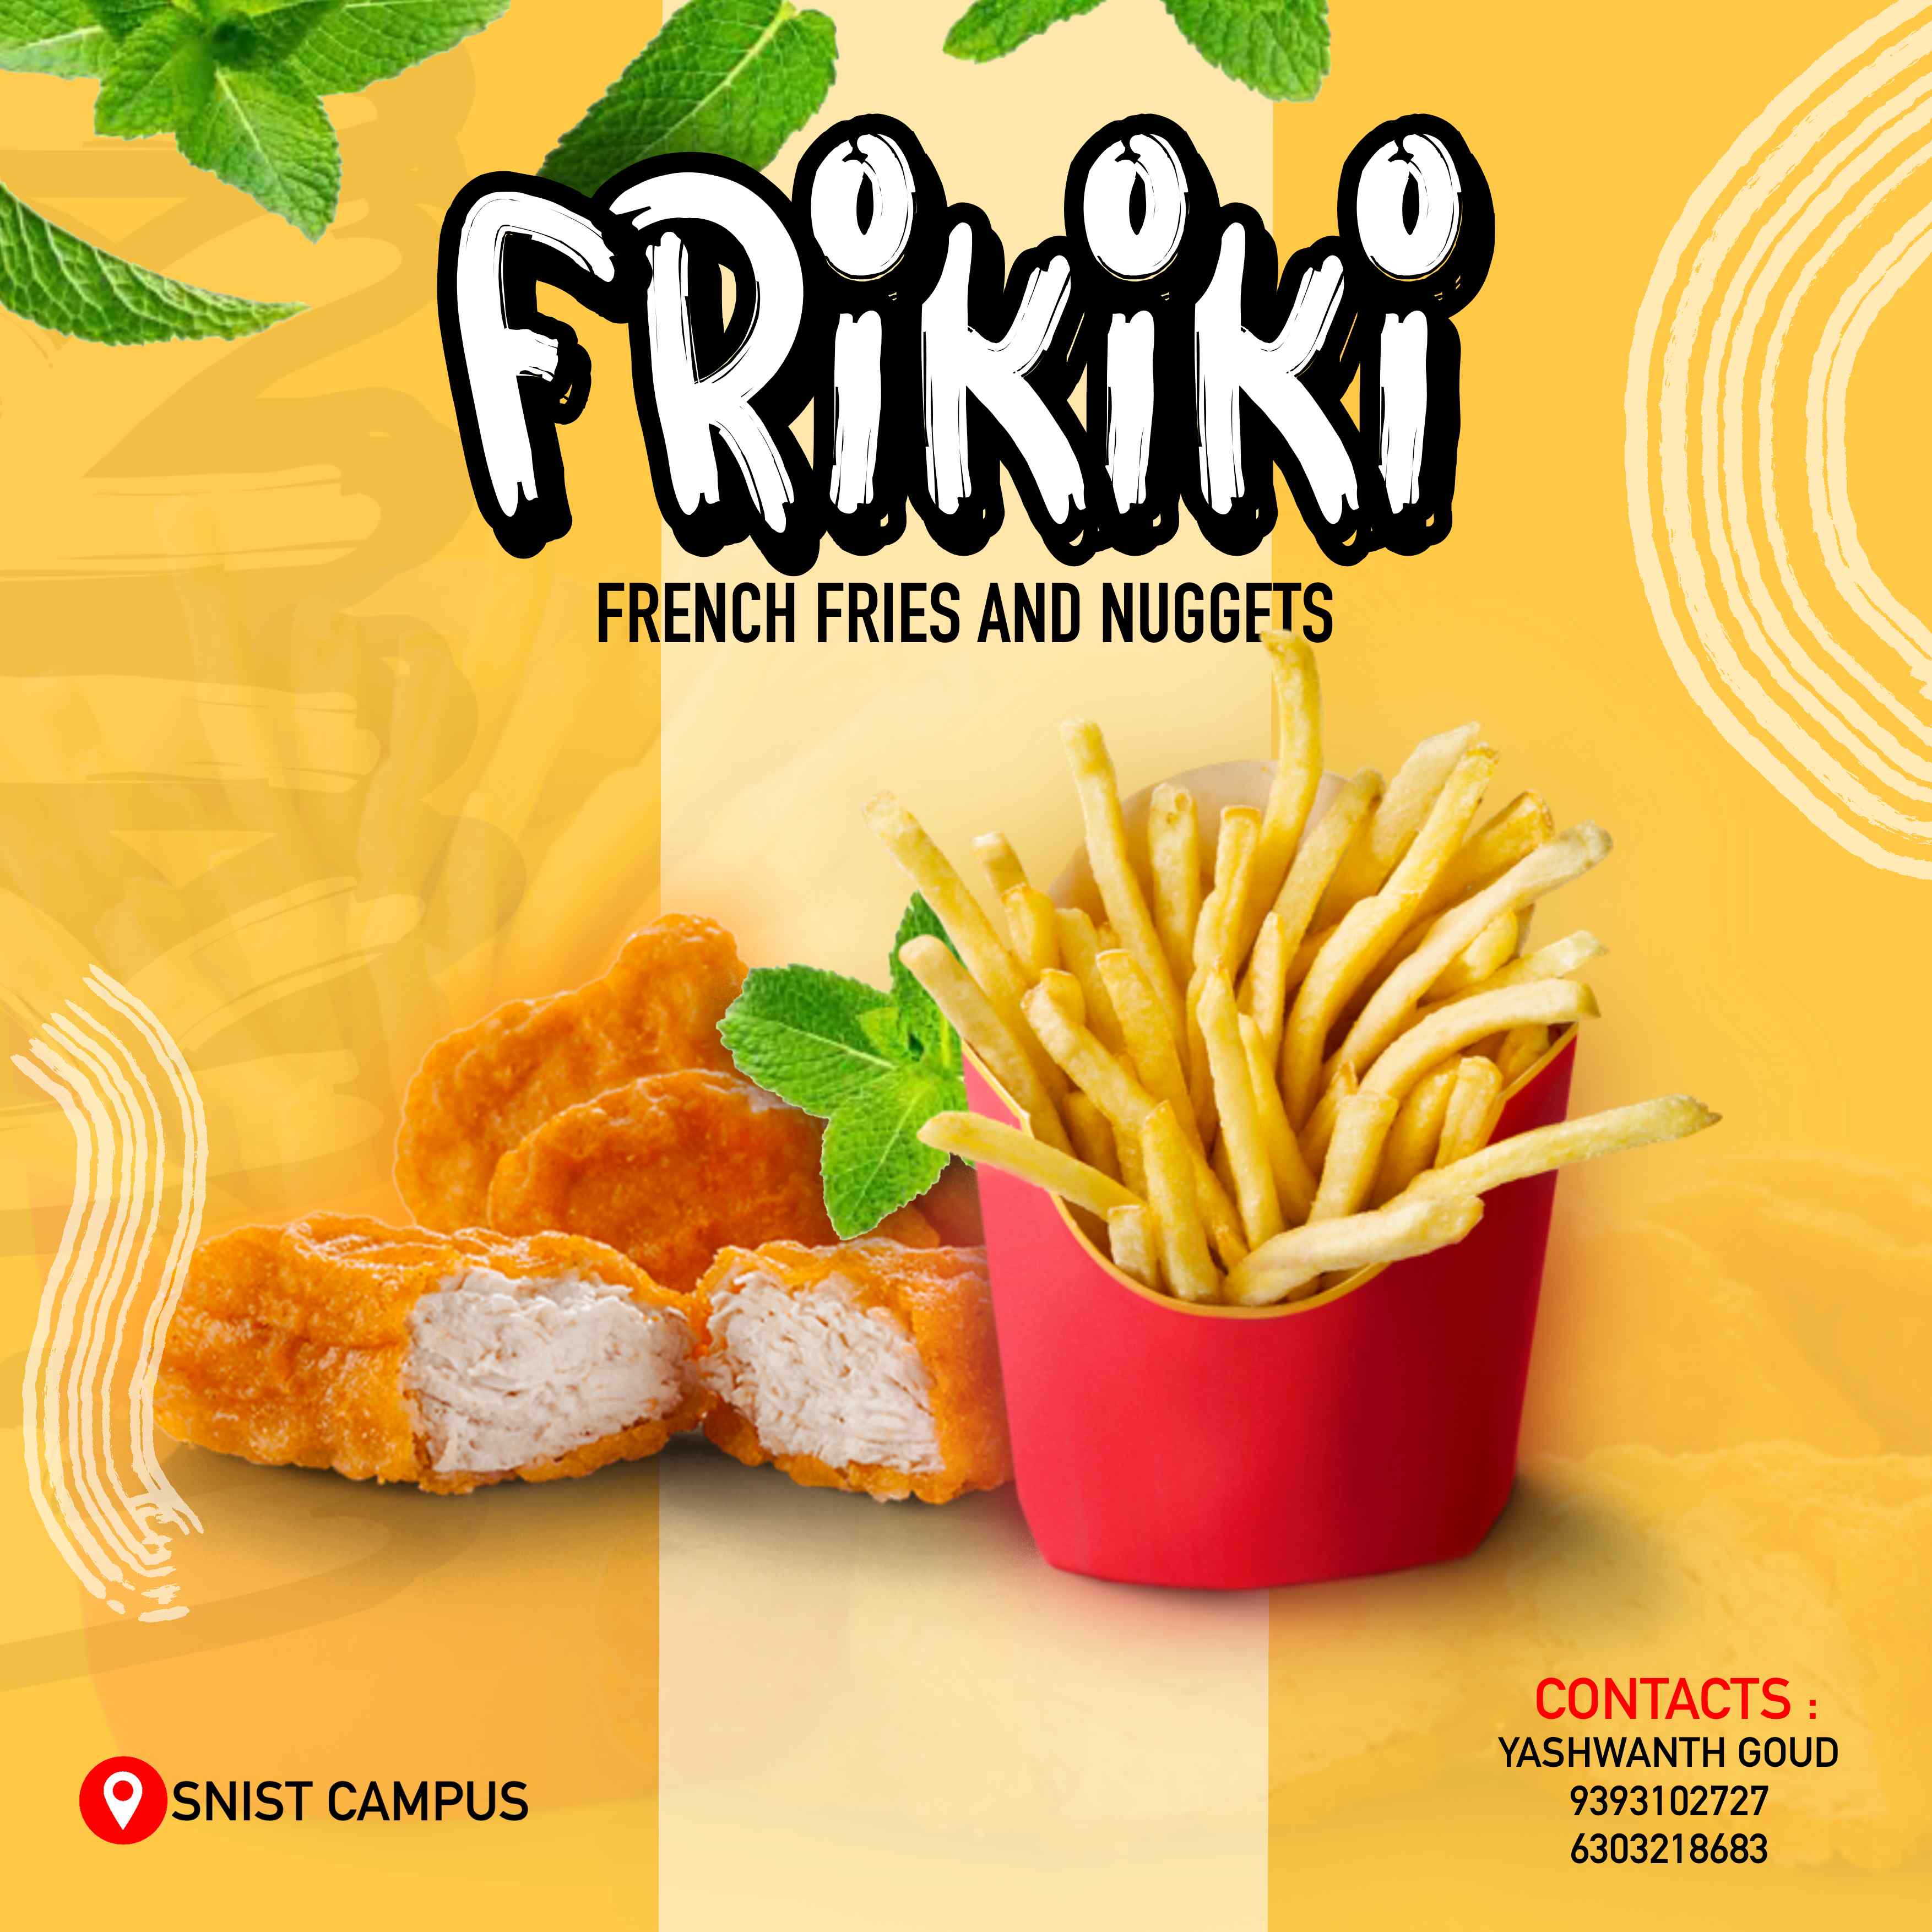 FRiKiKi
FRENCH FRIES AND NUGGETS
SNIST CAMPUS
CONTACTS :
YASHWANTH GOUD
9393102727
6303218683